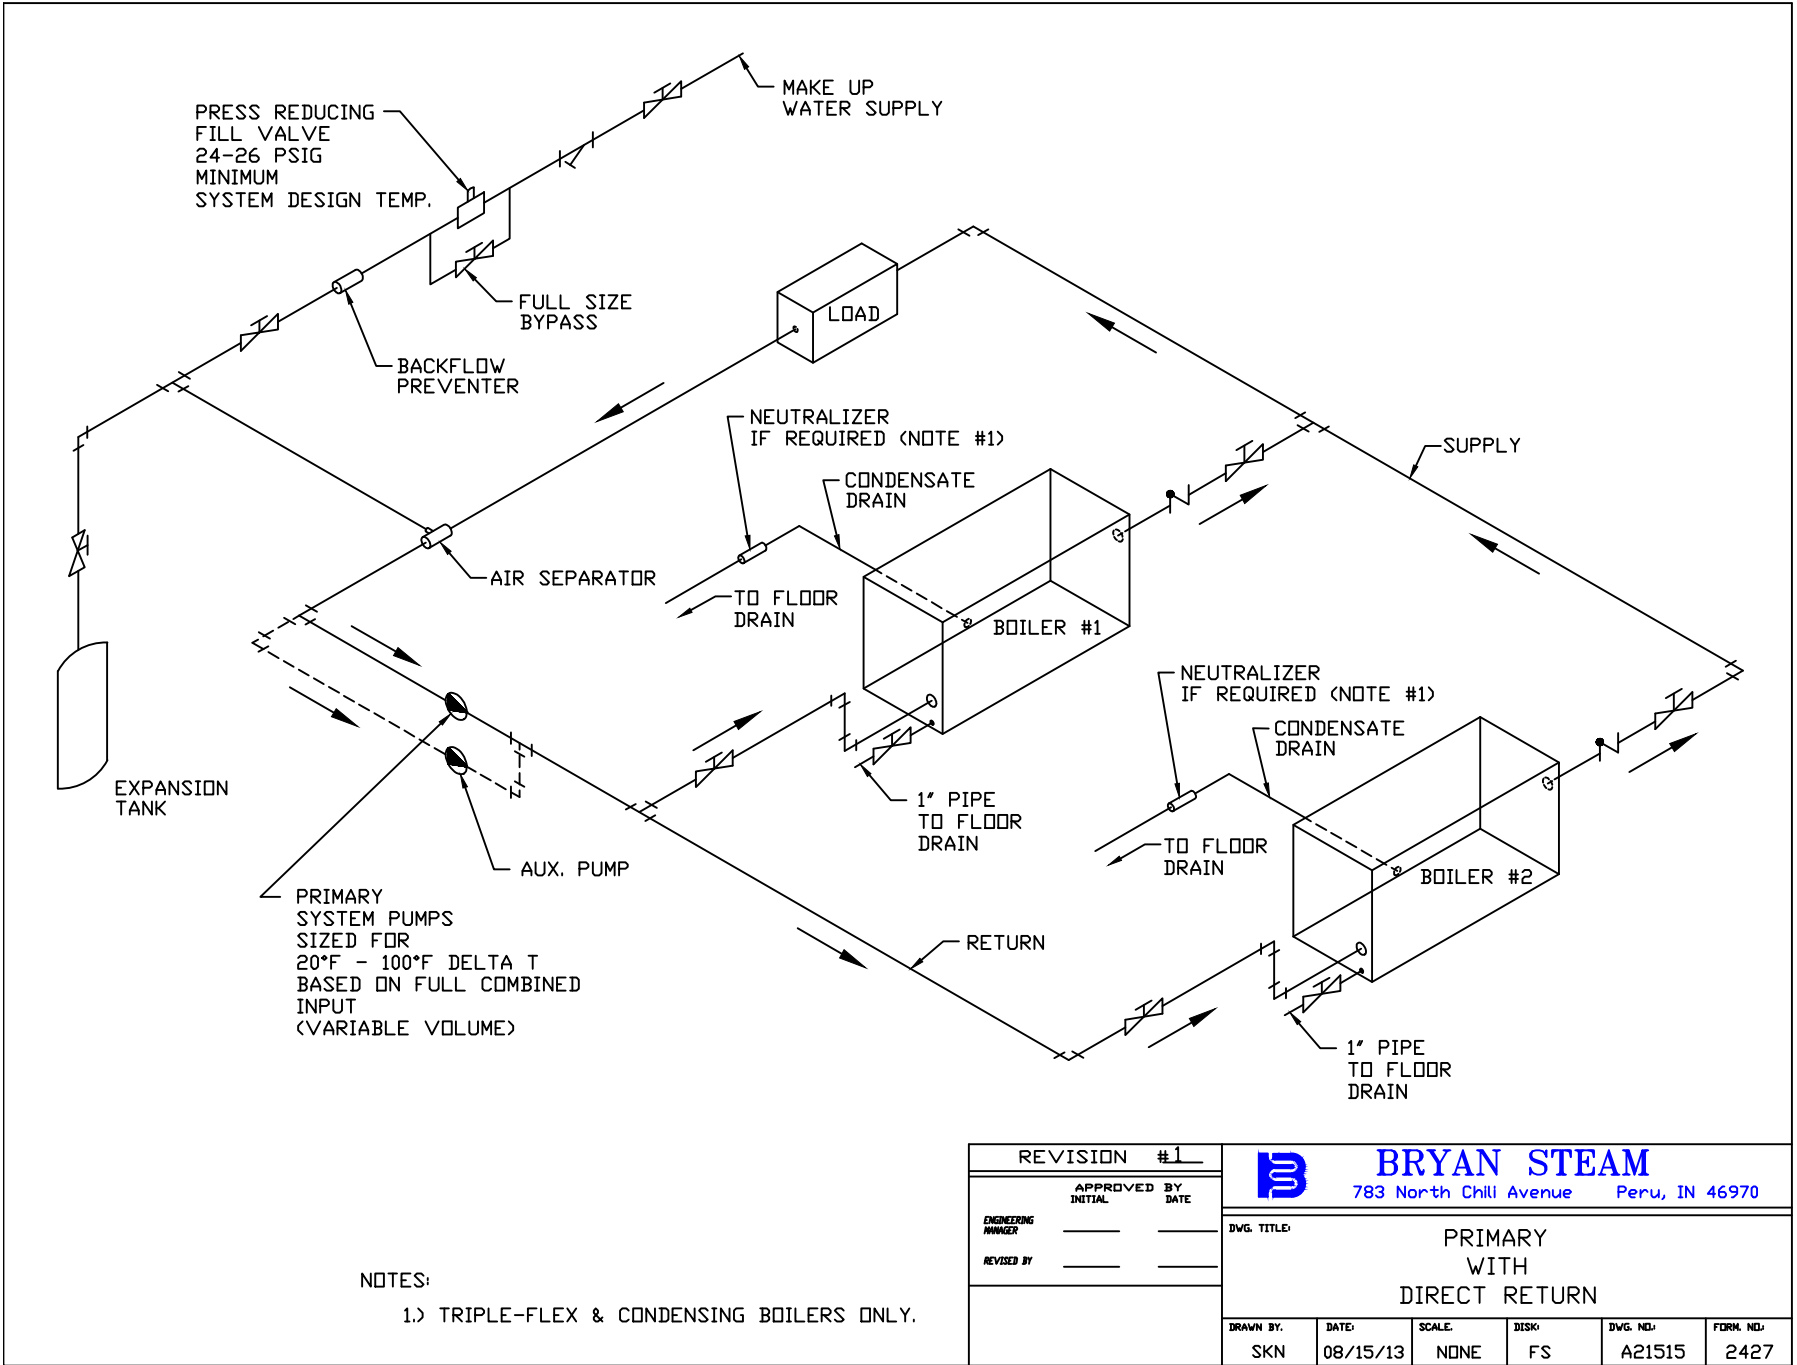 MAKE UP
WATER SUPPLY
PRESS REDUCING
FILL VALVE
24-26 PSIG
MINIMUM
SYSTEM DESIGN TEMP.
FULL SIZE
BYPASS
BACKFLOW
PREVENTER
LOAD
NEUTRALIZER
IF REQUIRED (NOTE #1)
CONDENSATE
DRAIN
SUPPLY
AIR SEPARATOR
TO FLOOR
DRAIN
BOILER #1
NEUTRALIZER
IF REQUIRED (NOTE #1)
CONDENSATE
DRAIN
EXPANSION
TANK
1" PIPE
TO FLOOR
DRAIN
TO FLOOR
DRAIN
BOILER #2
AUX. PUMP
PRIMARY
SYSTEM PUMPS
SIZED FOR
20°F - 100°F DELTA T
BASED ON FULL COMBINED
INPUT
(VARIABLE VOLUME)
RETURN
1" PIPE
TO FLOOR
DRAIN
NOTES:
1.) TRIPLE-FLEX & CONDENSING BOILERS ONLY.
REVISION #1
APPROVED BY
INITIAL DATE
ENGINEERING
MANAGER
REVISED BY
BRYAN STEAM
783 North Chili Avenue Peru, IN 46970
DWG. TITLE:
PRIMARY
WITH
DIRECT RETURN
DRAWN BY. DATE: SCALE. DISK: DWG. NO.: FORM. NO.:
SKN 08/15/13 NONE FS A21515 2427